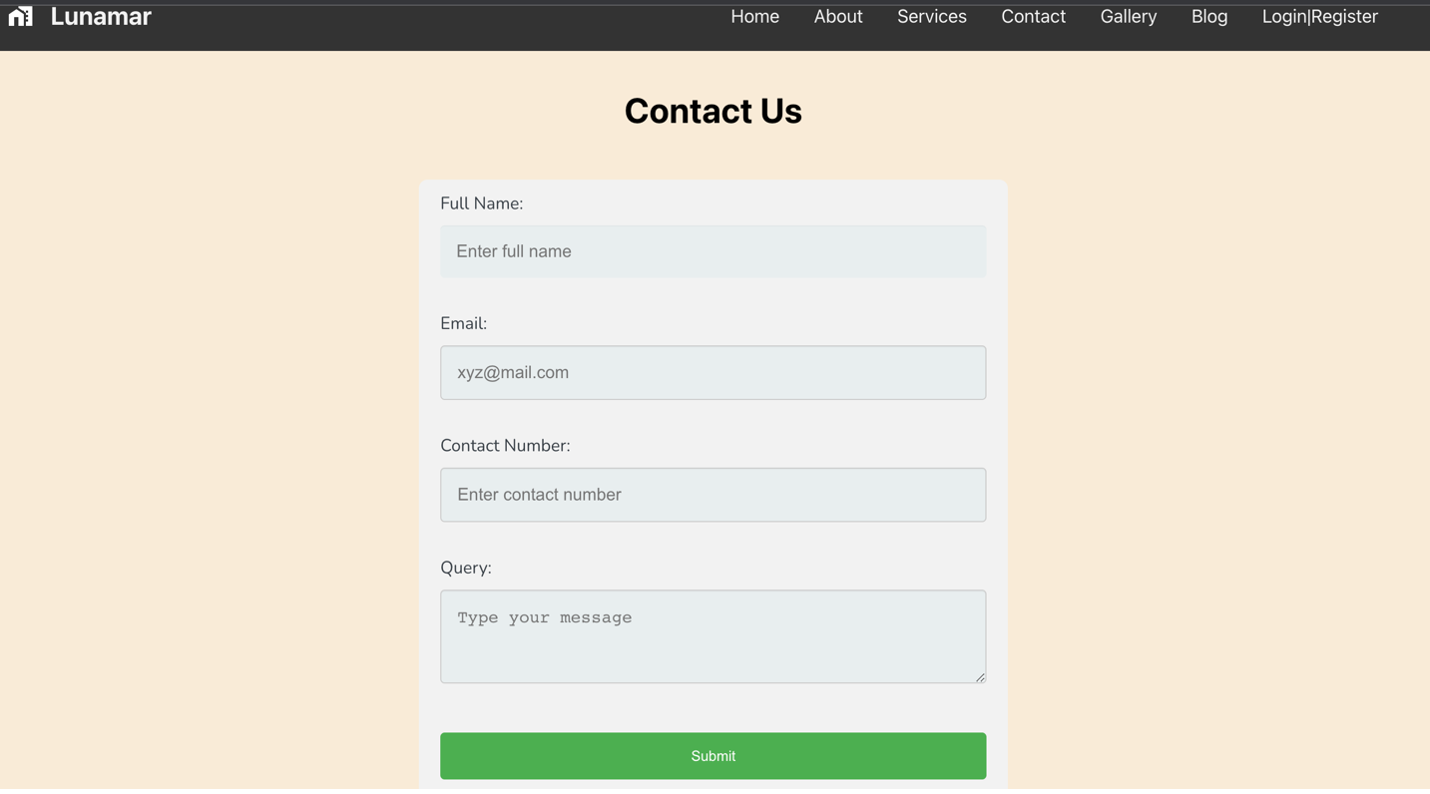 Lunamar
Home About Services Contact Gallery Blog Login|Register
Contact Us
Full Name:
Enter full name
Email:
xyz@mail.com
Contact Number:
Enter contact number
Query:
Type your message
Submit